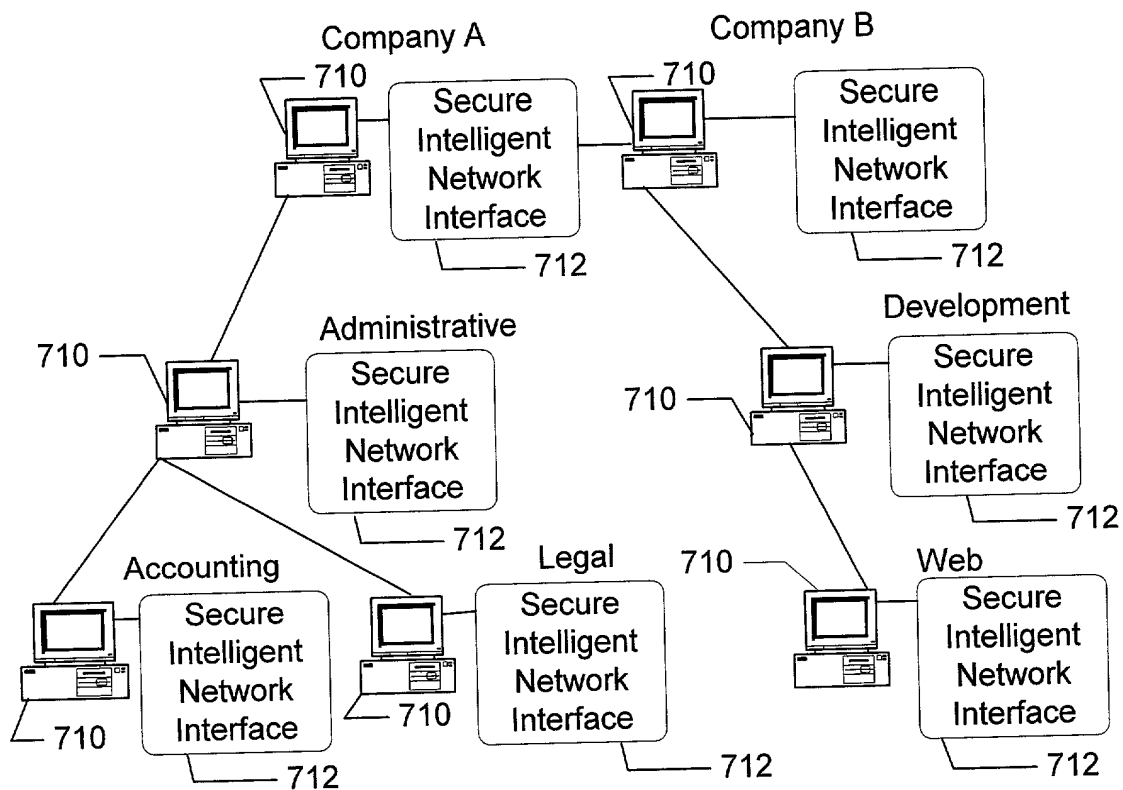 Company A
Company B
710
710
Secure
Intelligent
Network
Interface
Secure
Intelligent
Network
Interface
712
712
Administrative
Development
710
Secure
Intelligent
Network
Interface
710
Secure
Intelligent
Network
Interface
712
712
Accounting
Legal
710
Web
Secure
Intelligent
Network
Interface
Secure
Intelligent
Network
Interface
Secure
Intelligent
Network
Interface
710
710
712
712
712